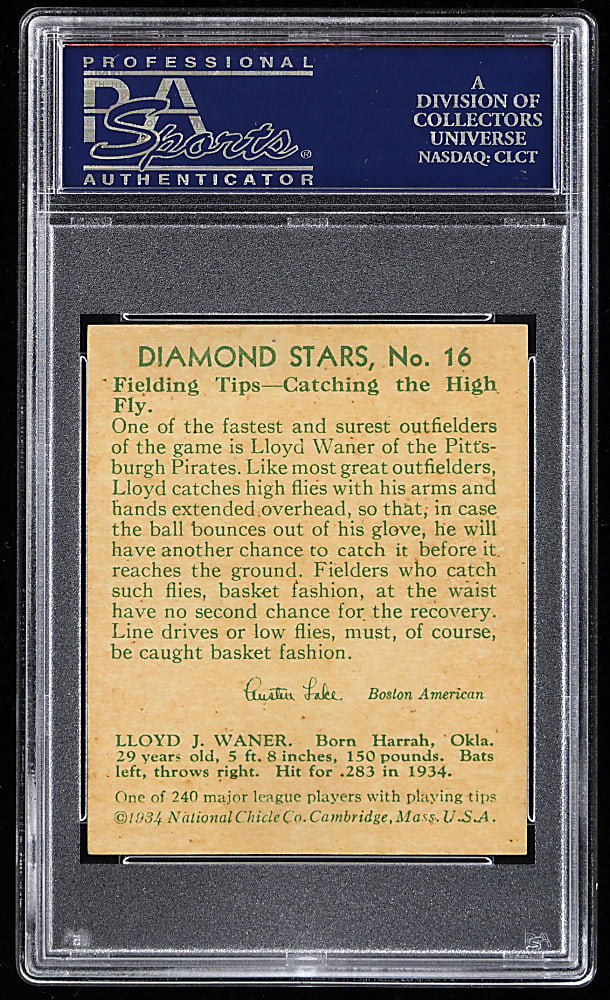 PROFESSIONAL
PSA
Sports ®
AUTHENTICATOR
A
DIVISION OF
COLLECTORS
UNIVERSE
NASDAQ: CLCT
DIAMOND STARS, No. 16
Fielding Tips—Catching the High
Fly.
One of the fastest and surest outfielders
of the game is Lloyd Waner of the Pitts-
burgh Pirates. Like most great outfielders,
Lloyd catches high flies with his arms and
hands extended overhead, so that, in case
the ball bounces out of his glove, he will
have another chance to catch it before it
reaches the ground. Fielders who catch
such flies, basket fashion, at the waist
have no second chance for the recovery.
Line drives or low flies, must, of course,
be caught basket fashion.
Austen Lake Boston American
LLOYD J. WANER. Born Harrah, Okla.
29 years old, 5 ft. 8 inches, 150 pounds. Bats
left, throws right. Hit for .283 in 1934.
One of 240 major league players with playing tips
©1934 National Chicle Co. Cambridge, Mass. U.S.A.